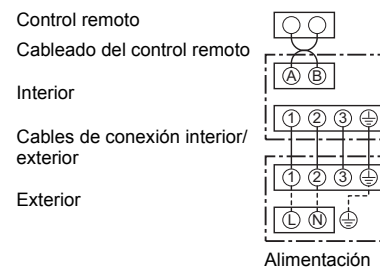 Control remoto
Cableado del control remoto
A B
Interior
1 2 3
Cables de conexión interior/
exterior
1 2 3
Exterior
L N
Alimentación